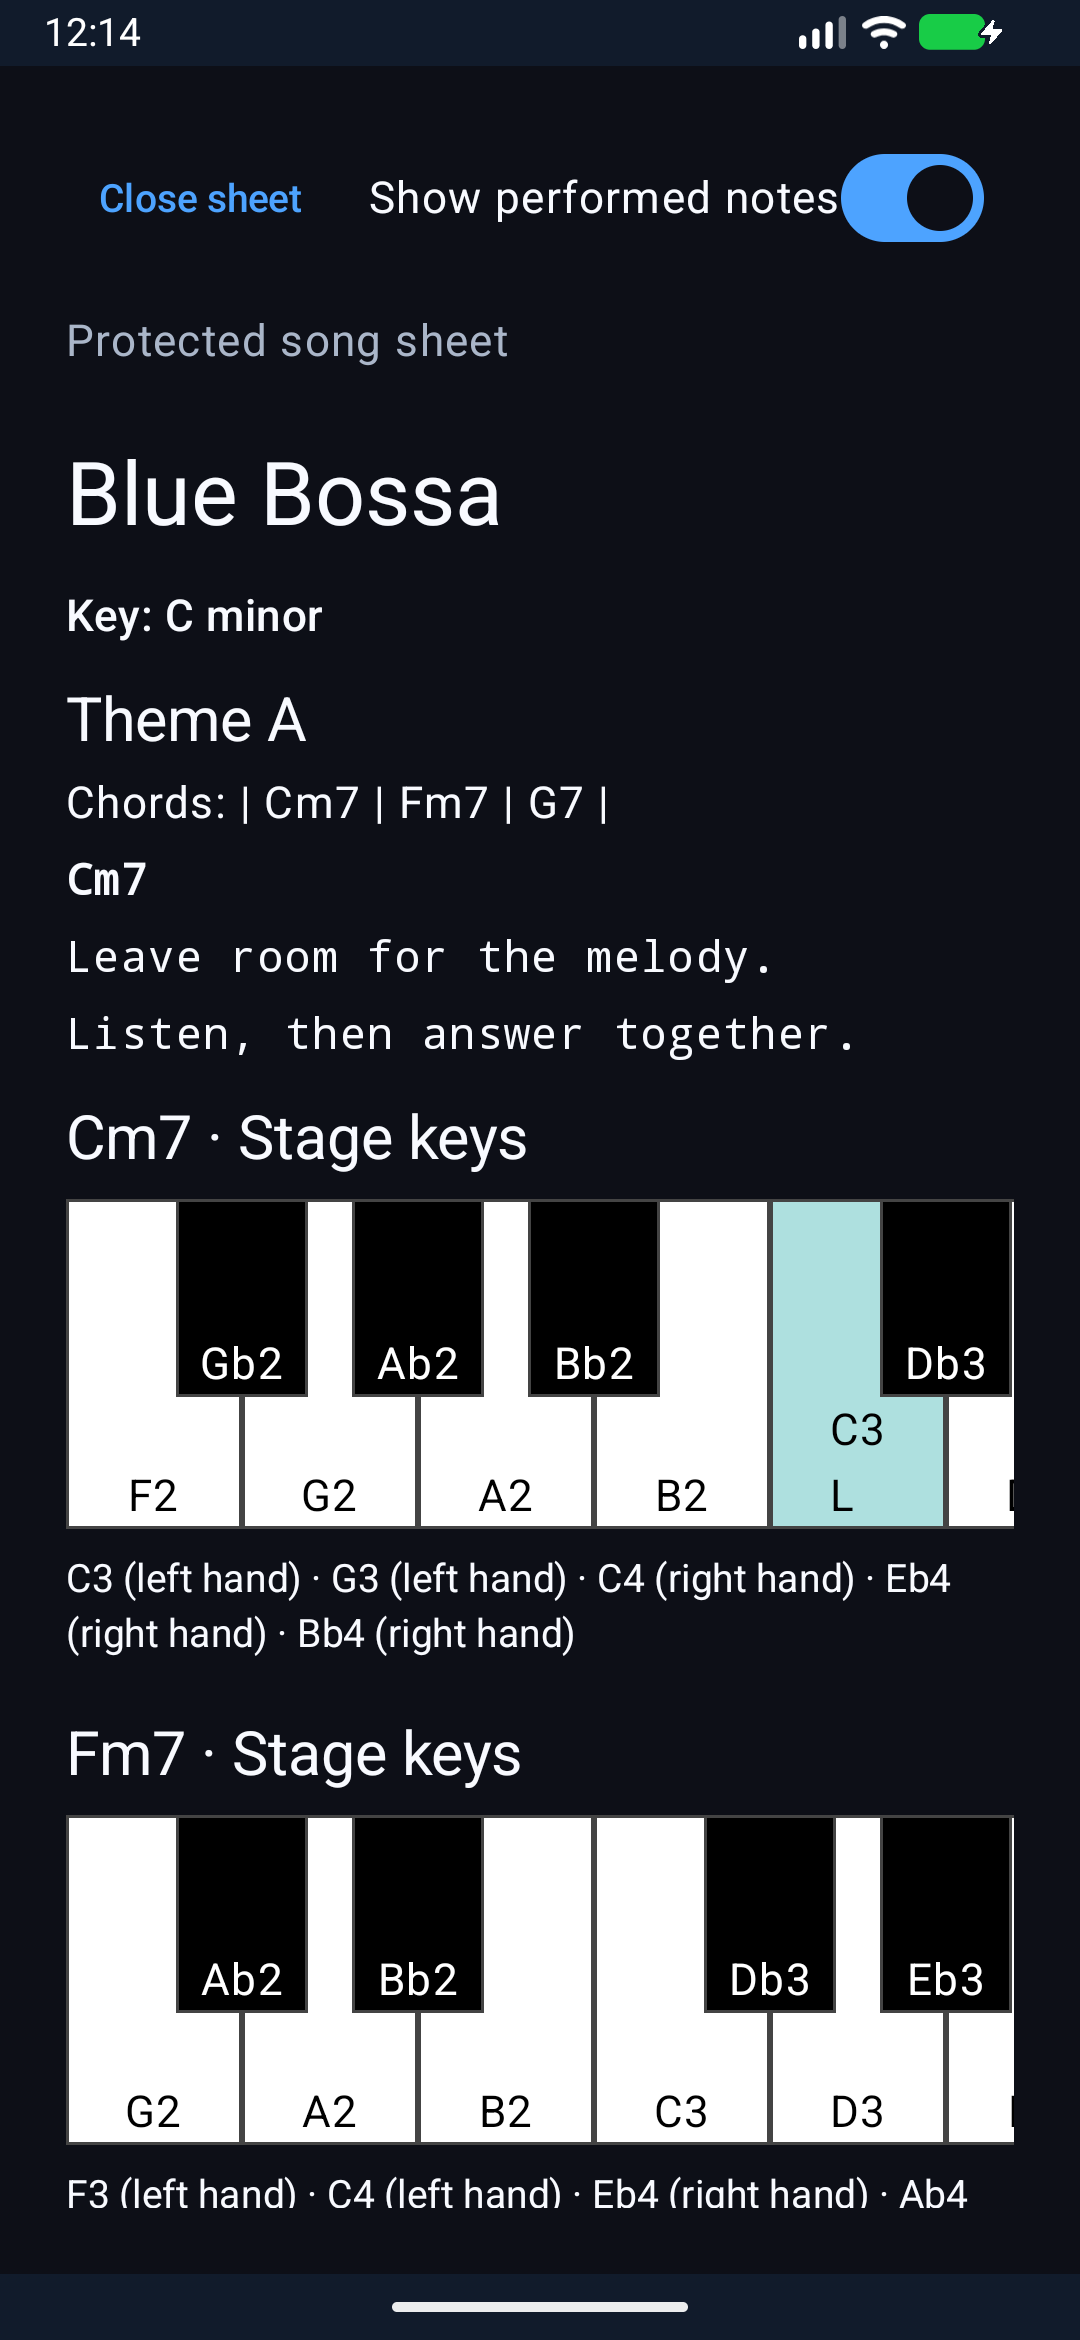 12:14
Close sheet Show performed notes
Protected song sheet
Blue Bossa
Key: C minor
Theme A
Chords: | Cm7 | Fm7 | G7 |
Cm7
Leave room for the melody.
Listen, then answer together.
Cm7 · Stage keys
Gb2 Ab2 Bb2 Db3
C3
F2 G2 A2 B2 L
C3 (left hand) · G3 (left hand) · C4 (right hand) · Eb4
(right hand) · Bb4 (right hand)
Fm7 · Stage keys
Ab2 Bb2 Db3 Eb3
G2 A2 B2 C3 D3
F3 (left hand) · C4 (left hand) · Eb4 (right hand) · Ab4